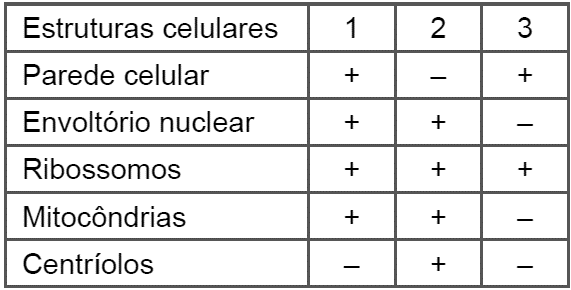 Estruturas celulares 1 2 3
Parede celular + – +
Envoltório nuclear + + –
Ribossomos + + +
Mitocôndrias + + –
Centríolos – + –